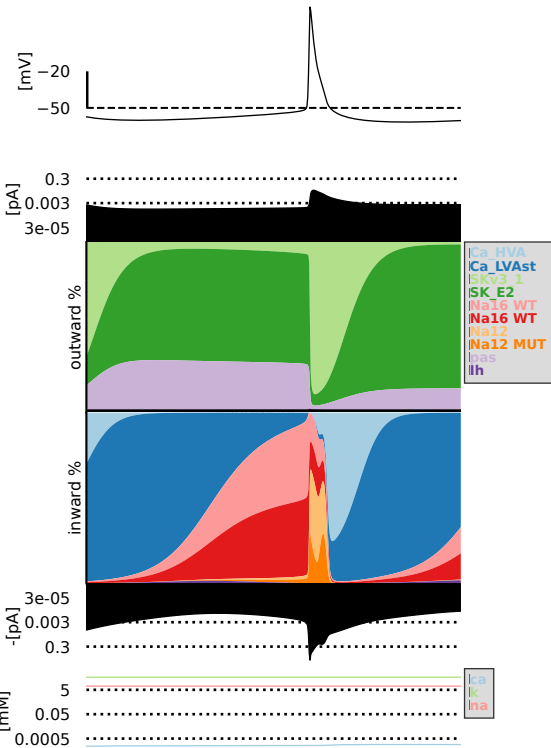 [mV]
−20
−50
[pA]
0.3
0.003
3e-05
outward %
Ca_HVA
Ca_LVAst
SKv3_1
SK_E2
Na16 WT
Na16 WT
Na12
Na12 MUT
pas
Ih
inward %
-[pA]
3e-05
0.003
0.3
[mM]
5
0.05
0.0005
ca
k
na